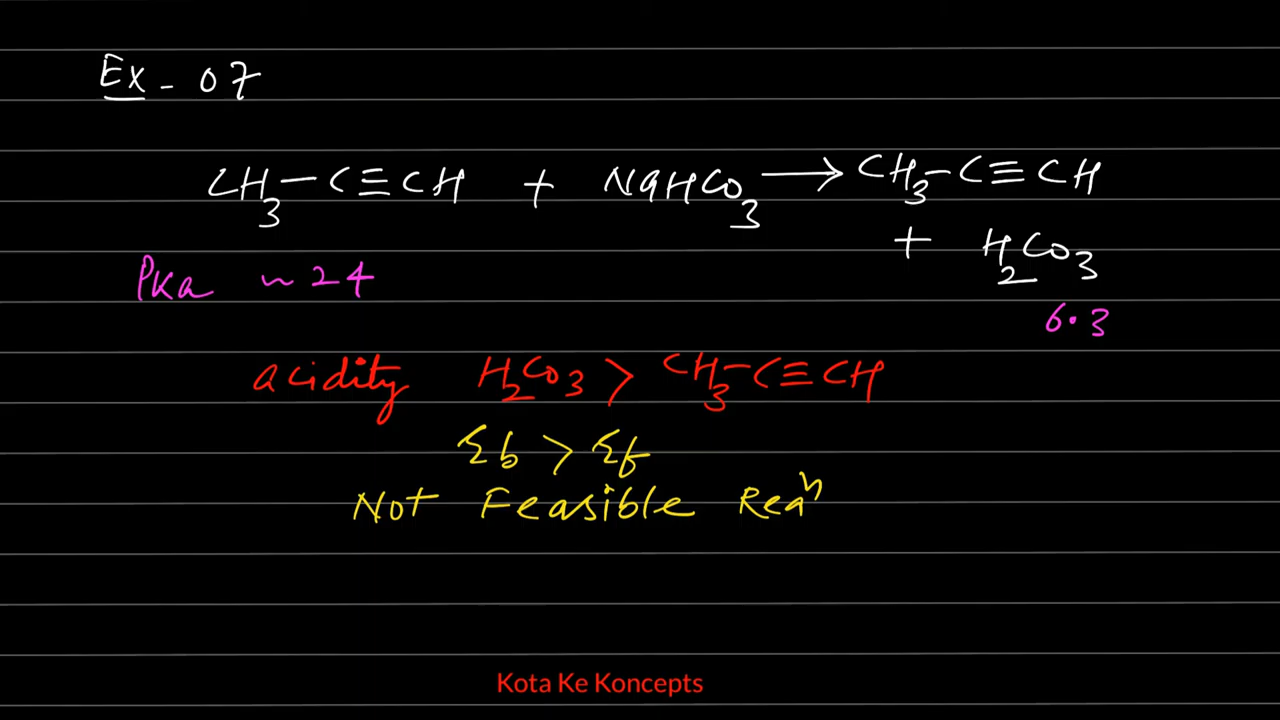 Ex - 07
CH₃-C≡CH + NaHCO₃ → CH₃-C≡CH
+ H₂CO₃
Pka ~ 24
6.3
acidity H₂CO₃ > CH₃-C≡CH
Σb > Σf
Not Feasible Reaⁿ
Kota Ke Koncepts